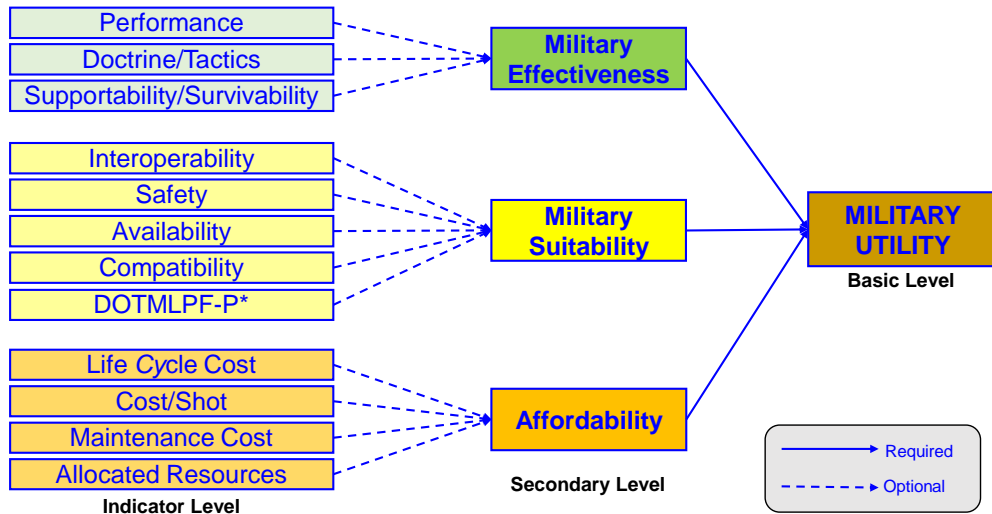 Performance
Doctrine/Tactics
Supportability/Survivability
Military
Effectiveness
Interoperability
Safety
Availability
Compatibility
DOTMLPF-P*
Military
Suitability
MILITARY
UTILITY
Basic Level
Life Cycle Cost
Cost/Shot
Maintenance Cost
Allocated Resources
Indicator Level
Affordability
Secondary Level
Required
Optional